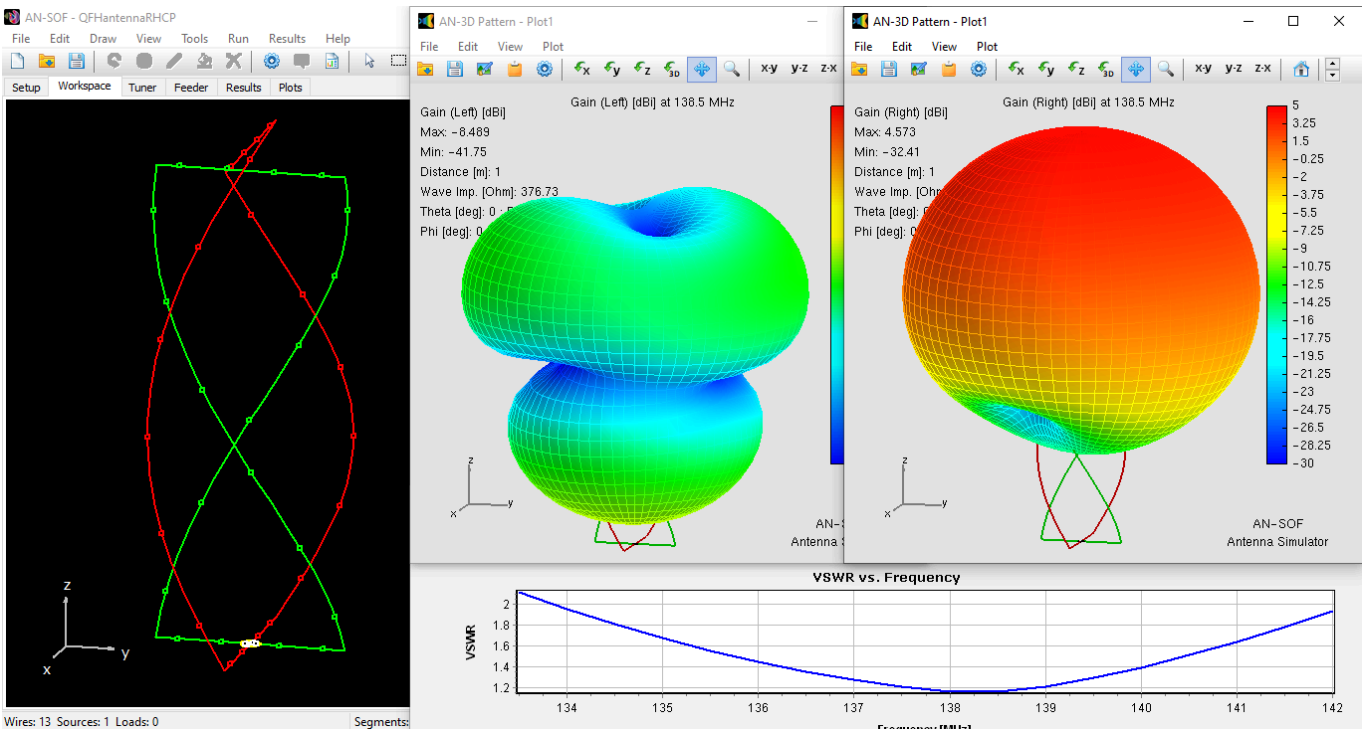 AN-SOF - QFHantennaRHCP
File Edit Draw View Tools Run Results Help
Setup Workspace Tuner Feeder Results Plots
z
y
x
Wires: 13 Sources: 1 Loads: 0
Segments:
AN-3D Pattern - Plot1
File Edit View Plot
x y z 3D x-y y-z z-x
Gain (Left) [dBi] at 138.5 MHz
Gain (Left) [dBi]
Max: -8.489
Min: -41.75
Distance [m]: 1
Wave Imp. [Ohm]: 376.73
Theta [deg]: 0 :
Phi [deg]: 0
z
y
x
AN-S
Antenna
AN-3D Pattern - Plot1
File Edit View Plot
x y z 3D x-y y-z z-x
Gain (Right) [dBi] at 138.5 MHz
Gain (Right) [dBi]
Max: 4.573
Min: -32.41
Distance [m]: 1
Wave Imp. [Ohm
Theta [deg]:
Phi [deg]: 0
5
3.25
1.5
-0.25
-2
-3.75
-5.5
-7.25
-9
-10.75
-12.5
-14.25
-16
-17.75
-19.5
-21.25
-23
-24.75
-26.5
-28.25
-30
z
y
x
AN-SOF
Antenna Simulator
VSWR vs. Frequency
VSWR
2
1.8
1.6
1.4
1.2
134 135 136 137 138 139 140 141 142
Frequency [MHz]